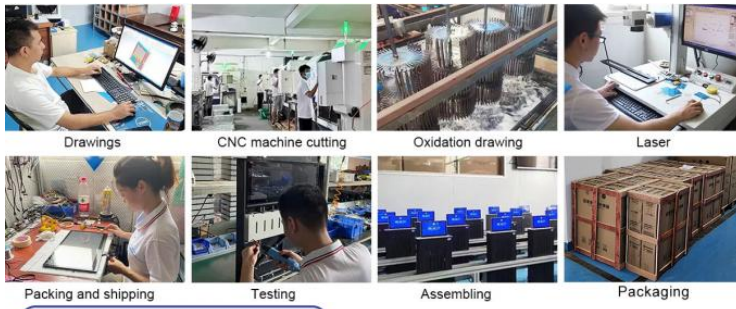 Drawings
CNC machine cutting
Oxidation drawing
Laser
Packing and shipping
Testing
Assembling
Packaging